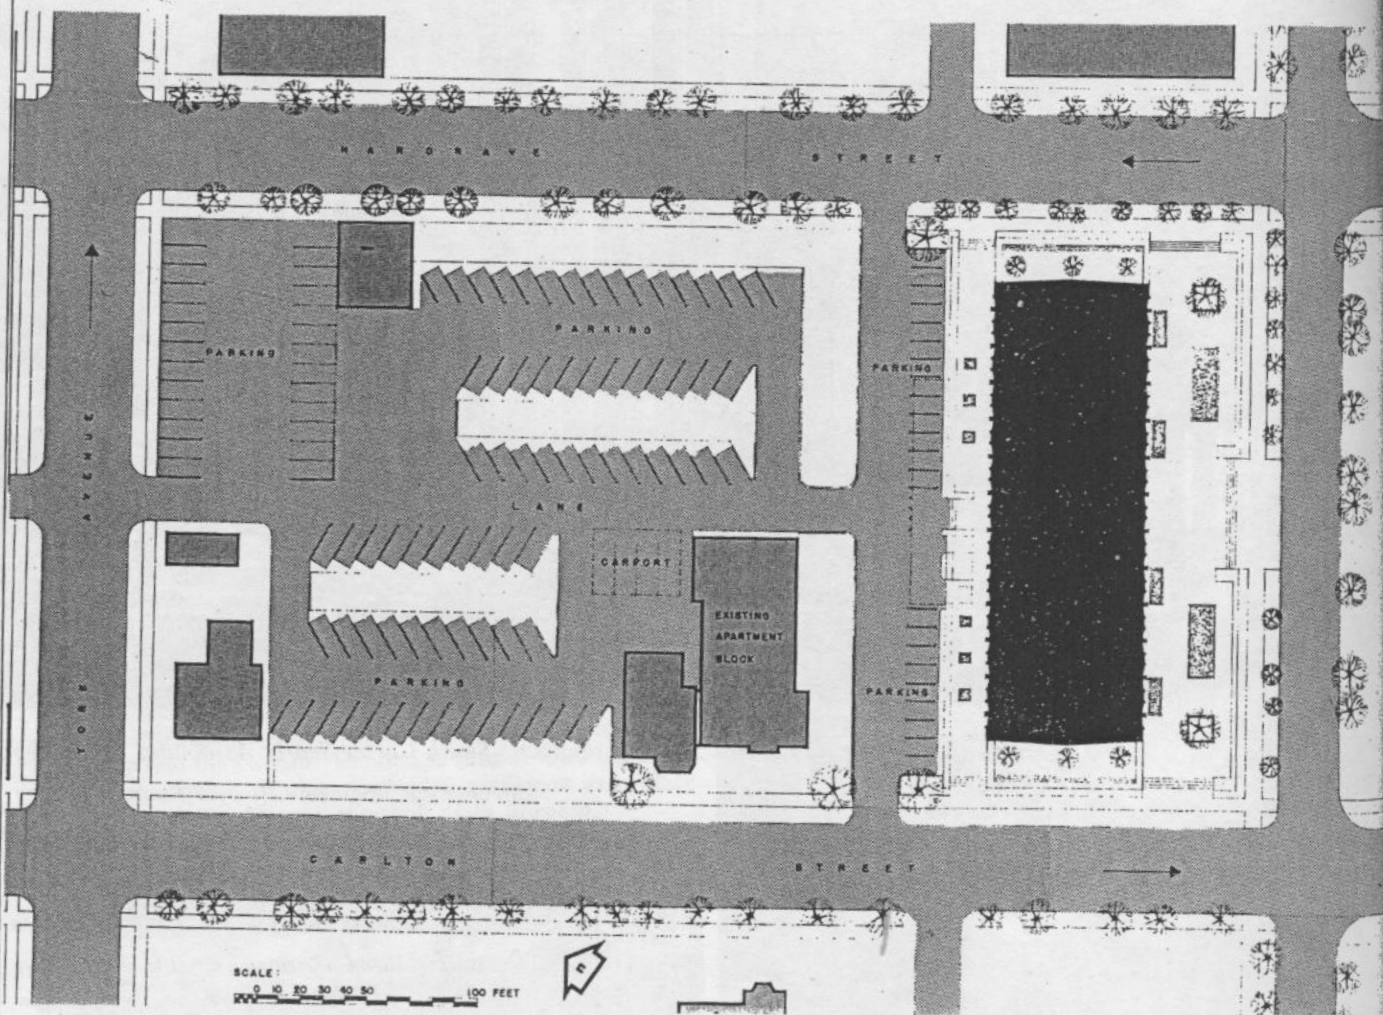 HARGRAVE STREET
PARKING
PARKING
PARKING
LANE
CARPORT
EXISTING
APARTMENT
BLOCK
PARKING
PARKING
YORK AVENUE
CARLTON STREET
SCALE:
0 10 20 30 40 50 100 FEET